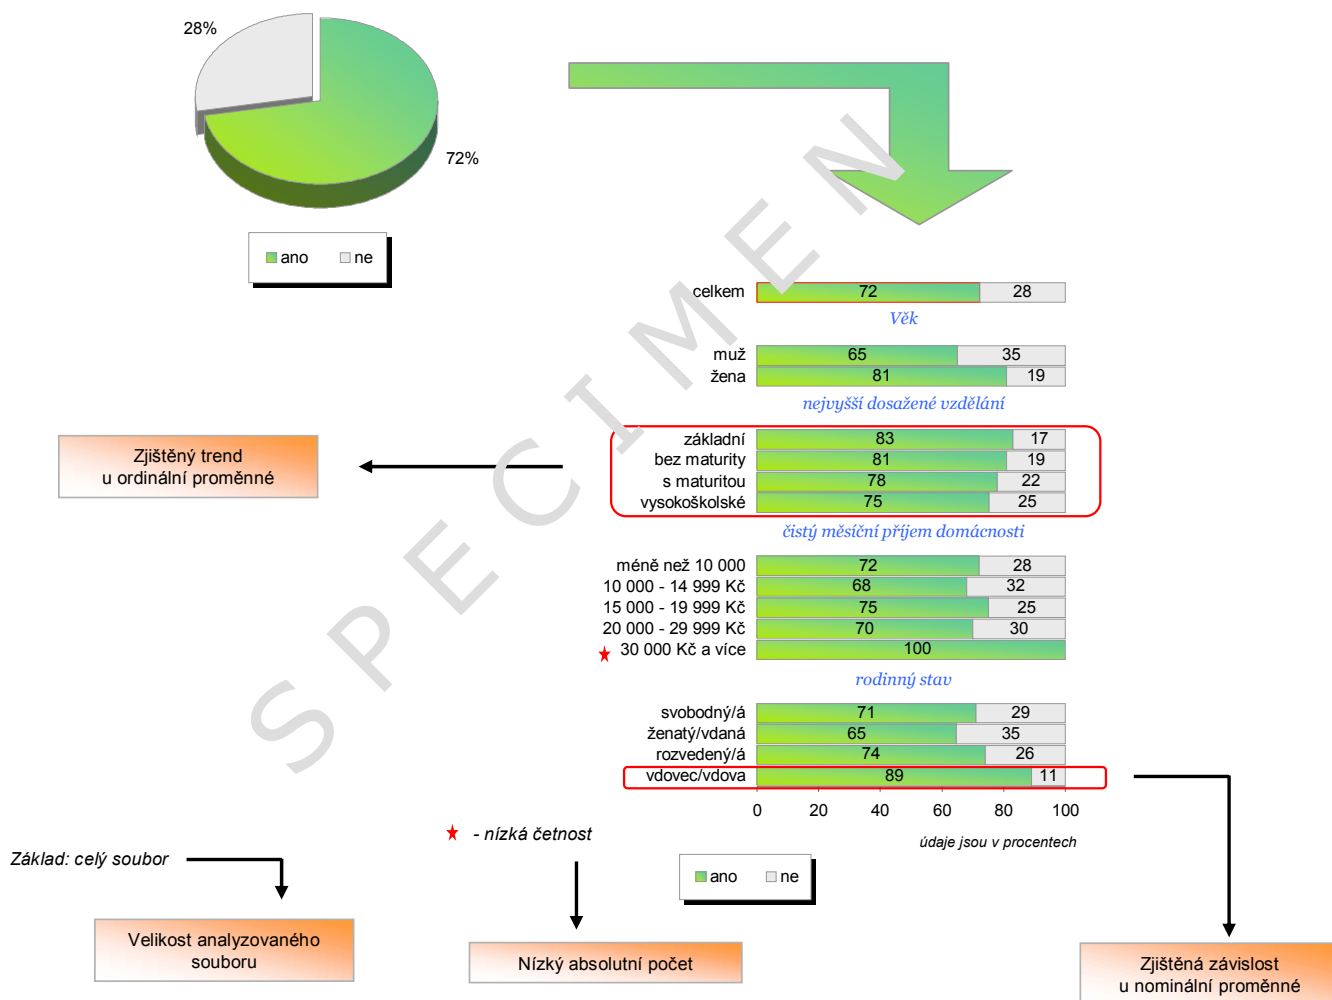 28%
72%
ano ne
SPECIMEN
celkem 72 28
Věk
muž 65 35
žena 81 19
nejvyšší dosažené vzdělání
základní 83 17
bez maturity 81 19
s maturitou 78 22
vysokoškolské 75 25
Zjištěný trend
u ordinální proměnné
čistý měsíční příjem domácnosti
méně než 10 000 72 28
10 000 - 14 999 Kč 68 32
15 000 - 19 999 Kč 75 25
20 000 - 29 999 Kč 70 30
30 000 Kč a více 100
rodinný stav
svobodný/á 71 29
ženatý/vdaná 65 35
rozvedený/á 74 26
vdovec/vdova 89 11
0 20 40 60 80 100
údaje jsou v procentech
ano ne
- nízká četnost
Základ: celý soubor
Velikost analyzovaného
souboru
Nízký absolutní počet
Zjištěná závislost
u nominální proměnné